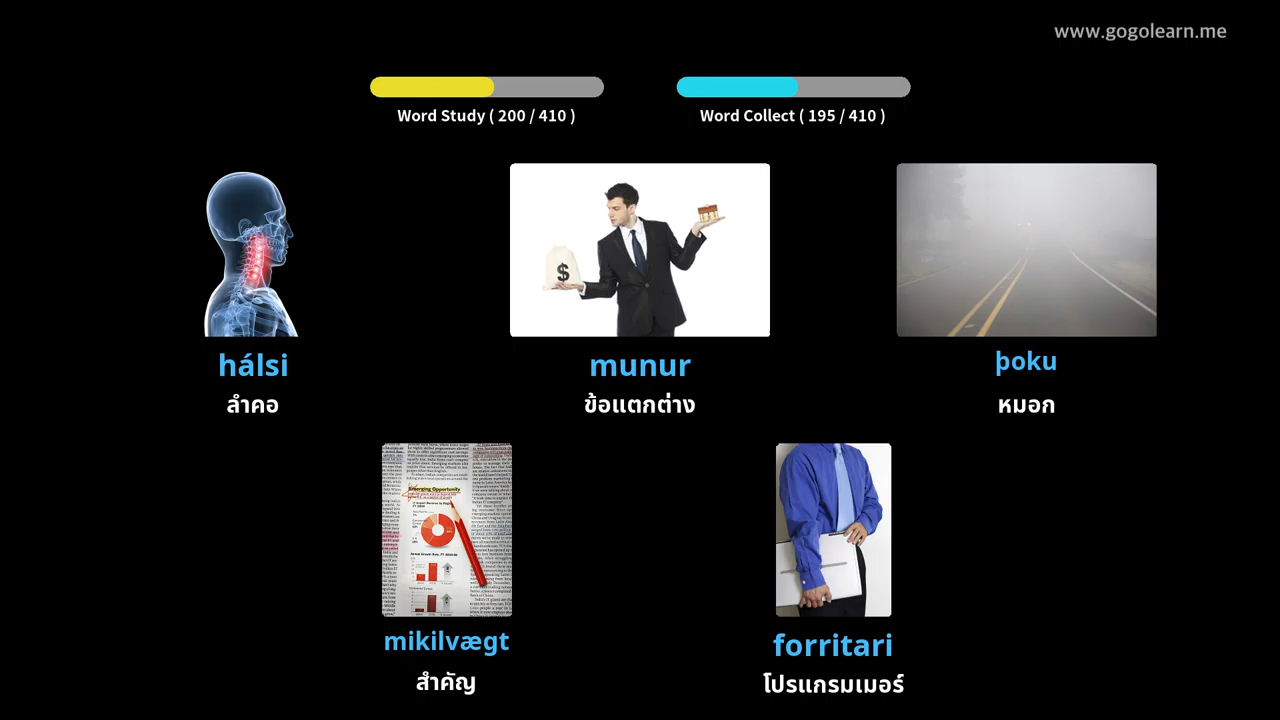 www.gogolearn.me
Word Study ( 200 / 410 )
Word Collect ( 195 / 410 )
hálsi
munur
þoku
ลำคอ
ข้อแตกต่าง
หมอก
Emerging Opportunity
mikilvægt
forritari
สำคัญ
โปรแกรมเมอร์